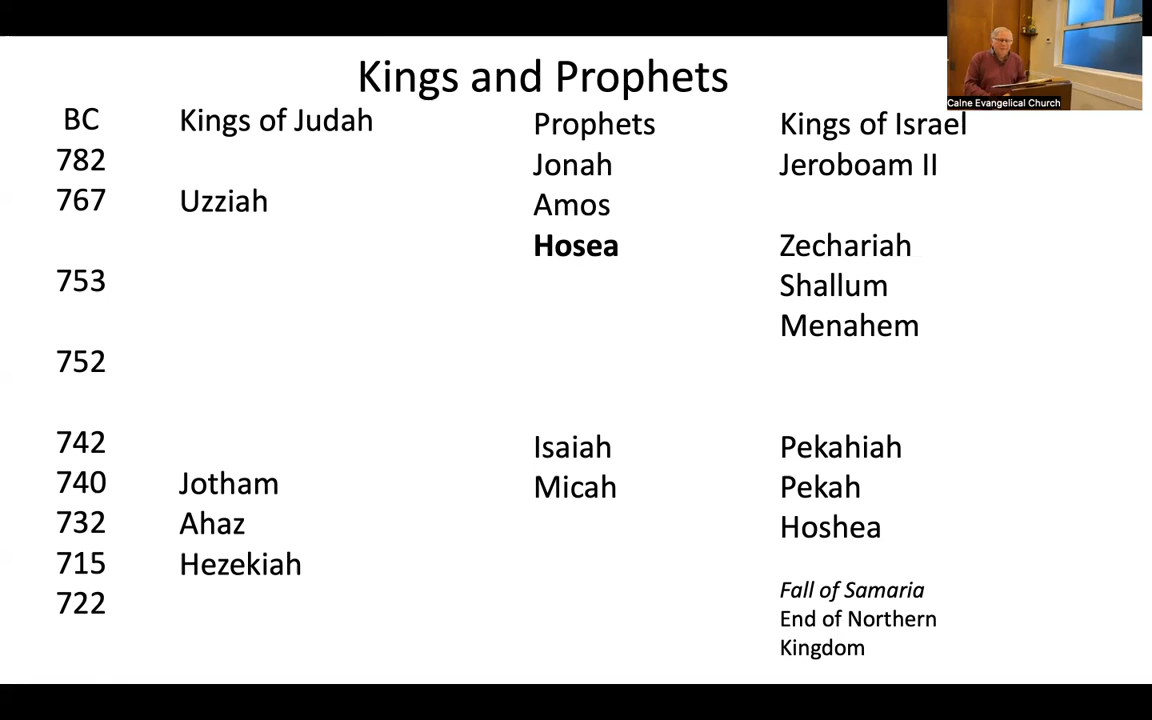 Kings and Prophets
Calne Evangelical Church
BC Kings of Judah Prophets Kings of Israel
782 Jonah Jeroboam II
767 Uzziah Amos
Hosea Zechariah
753 Shallum
Menahem
752
742 Isaiah Pekahiah
740 Jotham Micah Pekah
732 Ahaz Hoshea
715 Hezekiah
722 Fall of Samaria
End of Northern
Kingdom